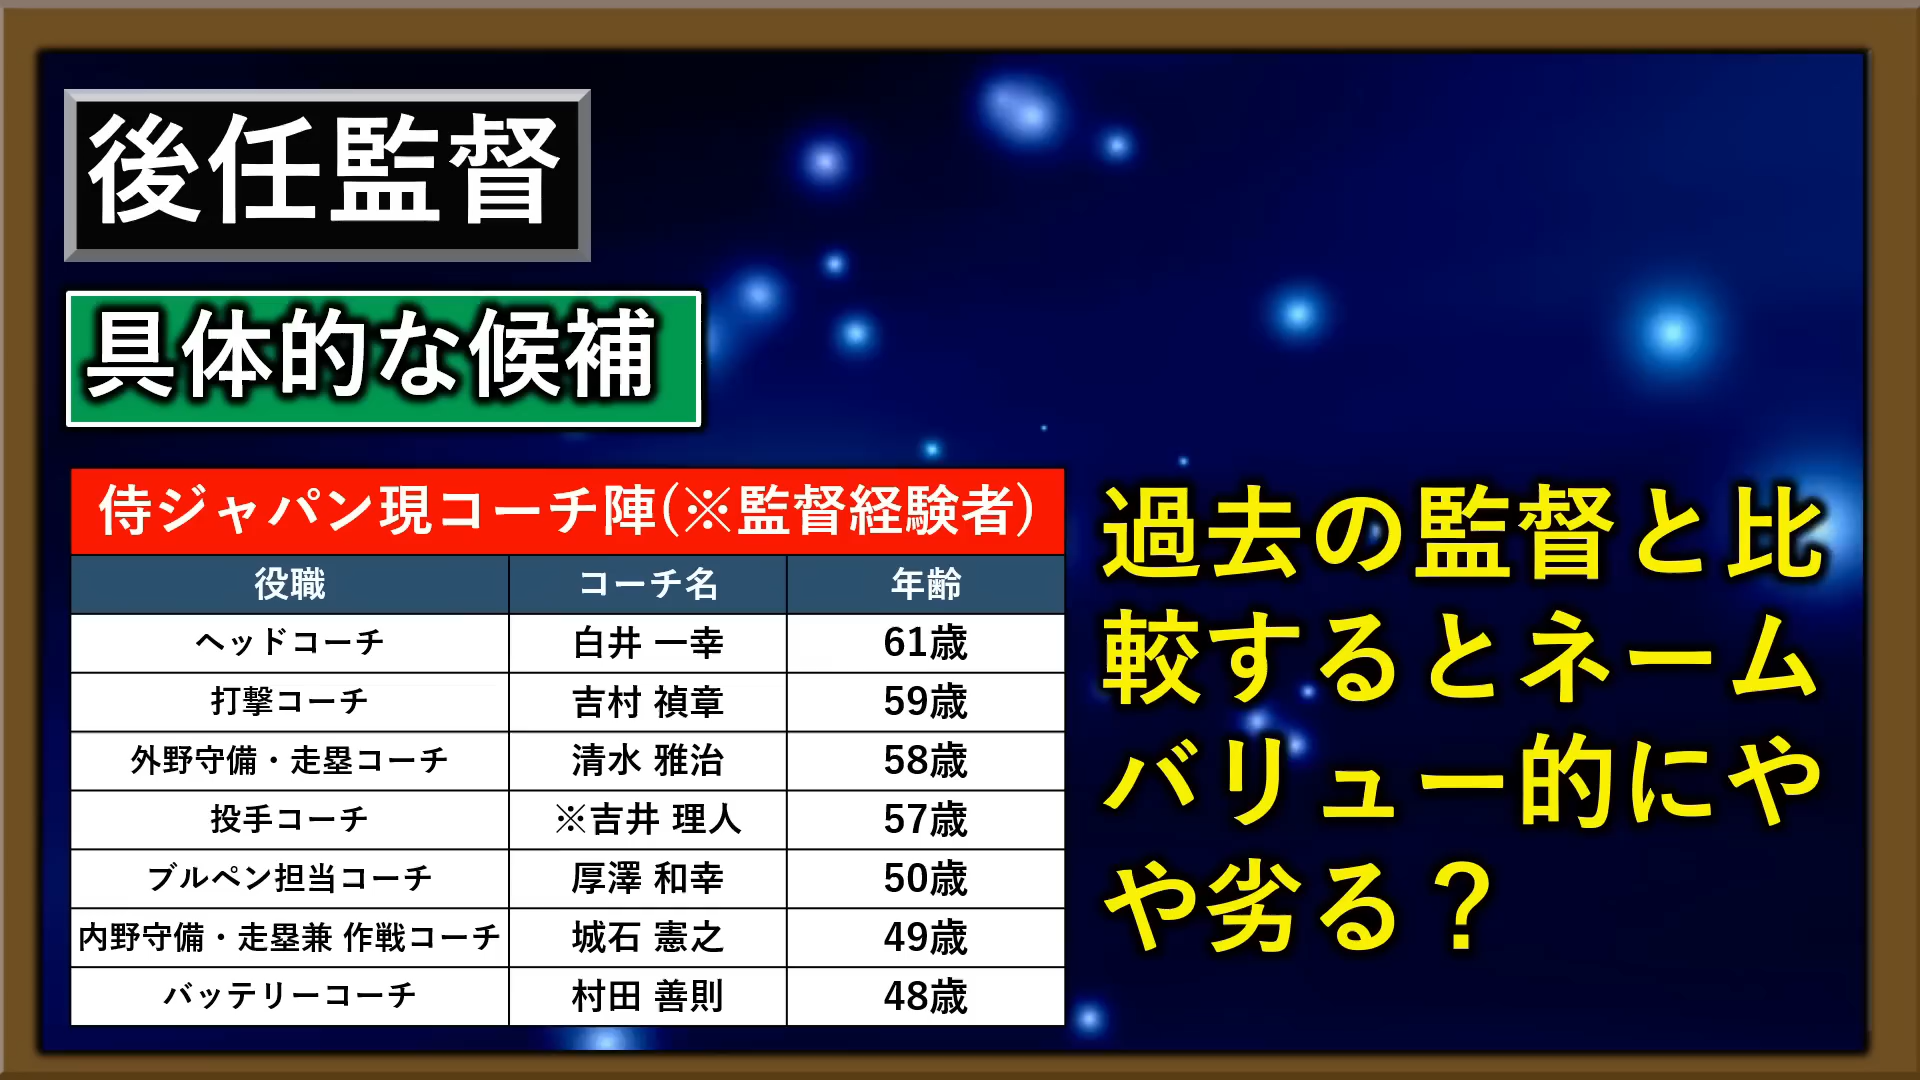 後任監督
具体的な候補
侍ジャパン現コーチ陣(※監督経験者)
役職 コーチ名 年齢
ヘッドコーチ 白井 一幸 61歳
打撃コーチ 吉村 禎章 59歳
外野守備・走塁コーチ 清水 雅治 58歳
投手コーチ ※吉井 理人 57歳
ブルペン担当コーチ 厚澤 和幸 50歳
内野守備・走塁兼 作戦コーチ 城石 憲之 49歳
バッテリーコーチ 村田 善則 48歳
過去の監督と比
較するとネーム
バリュー的にや
や劣る？